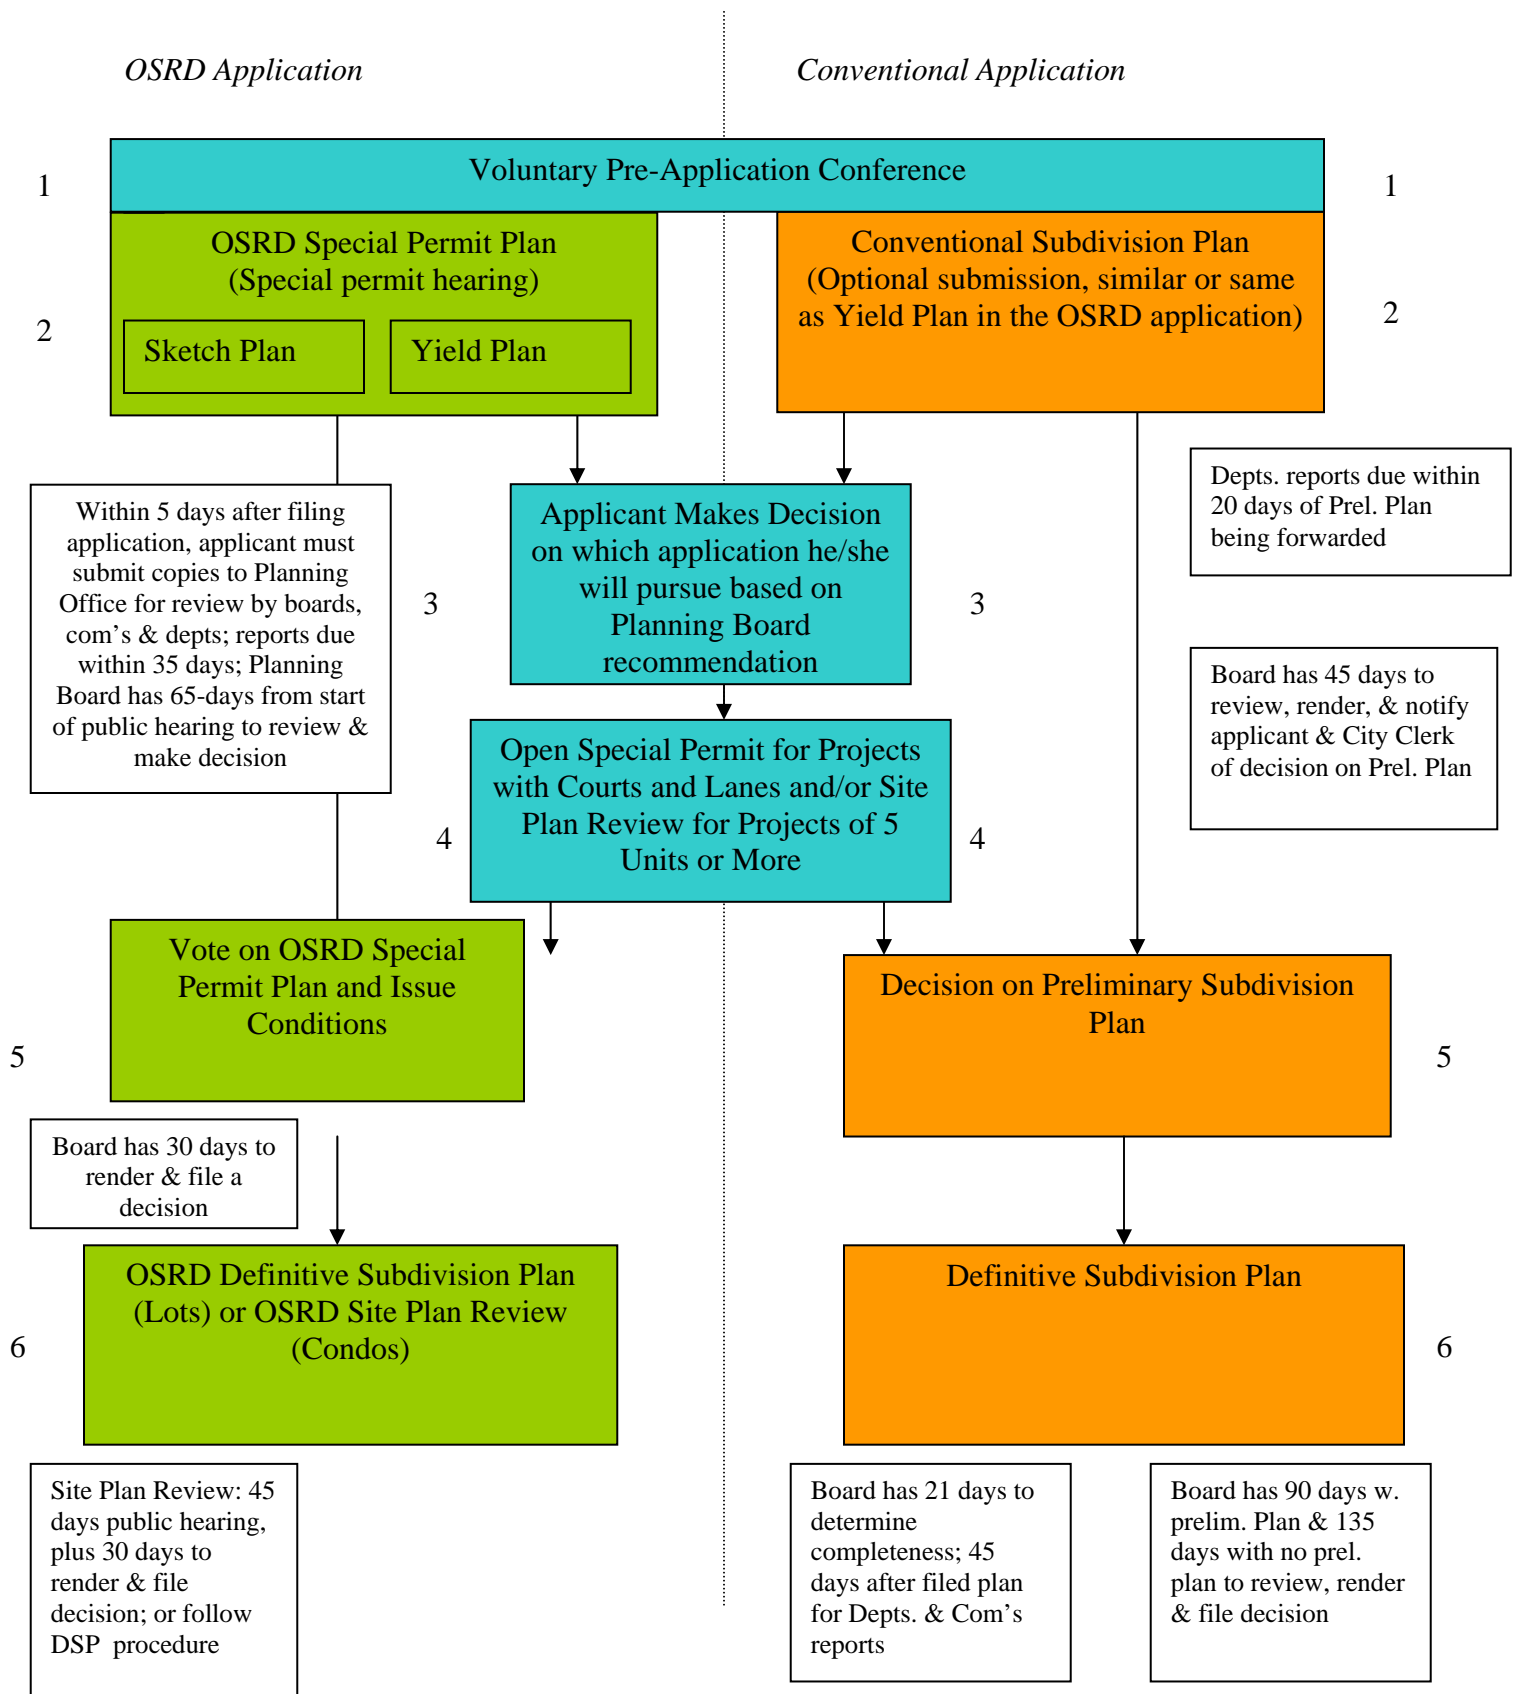 OSRD Application
Conventional Application
Voluntary Pre-Application Conference
1
1
OSRD Special Permit Plan
(Special permit hearing)
Sketch Plan
Yield Plan
2
Conventional Subdivision Plan
(Optional submission, similar or same
as Yield Plan in the OSRD application)
2
Within 5 days after filing
application, applicant must
submit copies to Planning
Office for review by boards,
com's & depts; reports due
within 35 days; Planning
Board has 65-days from start
of public hearing to review &
make decision
3
Applicant Makes Decision
on which application he/she
will pursue based on
Planning Board
recommendation
3
Depts. reports due within
20 days of Prel. Plan
being forwarded
Board has 45 days to
review, render, & notify
applicant & City Clerk
of decision on Prel. Plan
4
Open Special Permit for Projects
with Courts and Lanes and/or Site
Plan Review for Projects of 5
Units or More
4
Vote on OSRD Special
Permit Plan and Issue
Conditions
5
Decision on Preliminary Subdivision
Plan
5
Board has 30 days to
render & file a
decision
OSRD Definitive Subdivision Plan
(Lots) or OSRD Site Plan Review
(Condos)
6
Definitive Subdivision Plan
6
Site Plan Review: 45
days public hearing,
plus 30 days to
render & file
decision; or follow
DSP procedure
Board has 21 days to
determine
completeness; 45
days after filed plan
for Depts. & Com's
reports
Board has 90 days w.
prelim. Plan & 135
days with no prel.
plan to review, render
& file decision